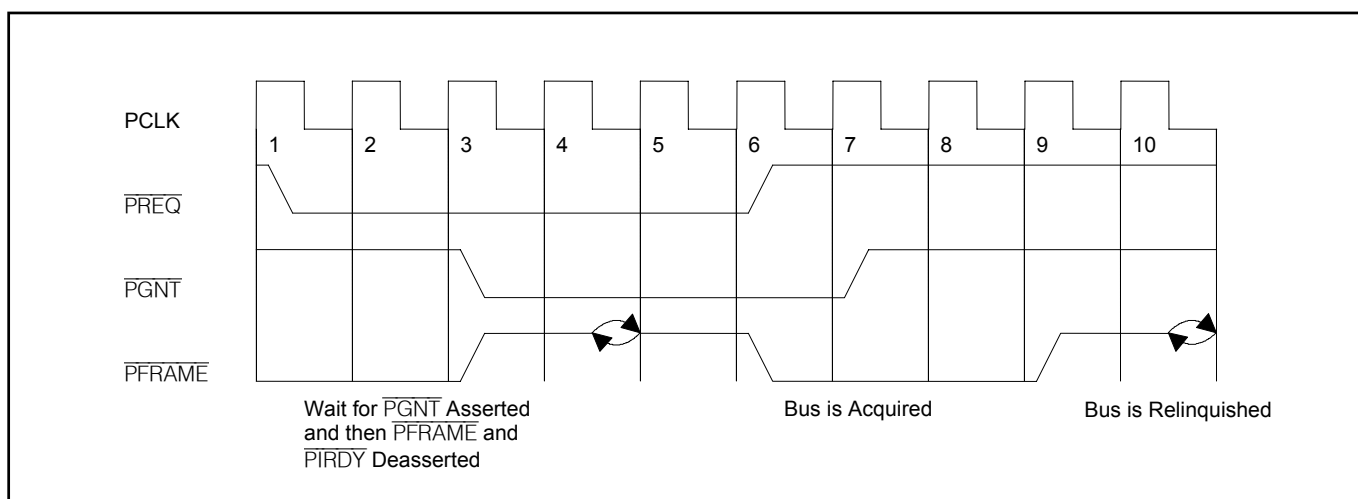 PCLK
1 2 3 4 5 6 7 8 9 10
PREQ
PGNT
PFRAME
Wait for PGNT Asserted
and then PFRAME and
PIRDY Deasserted
Bus is Acquired
Bus is Relinquished